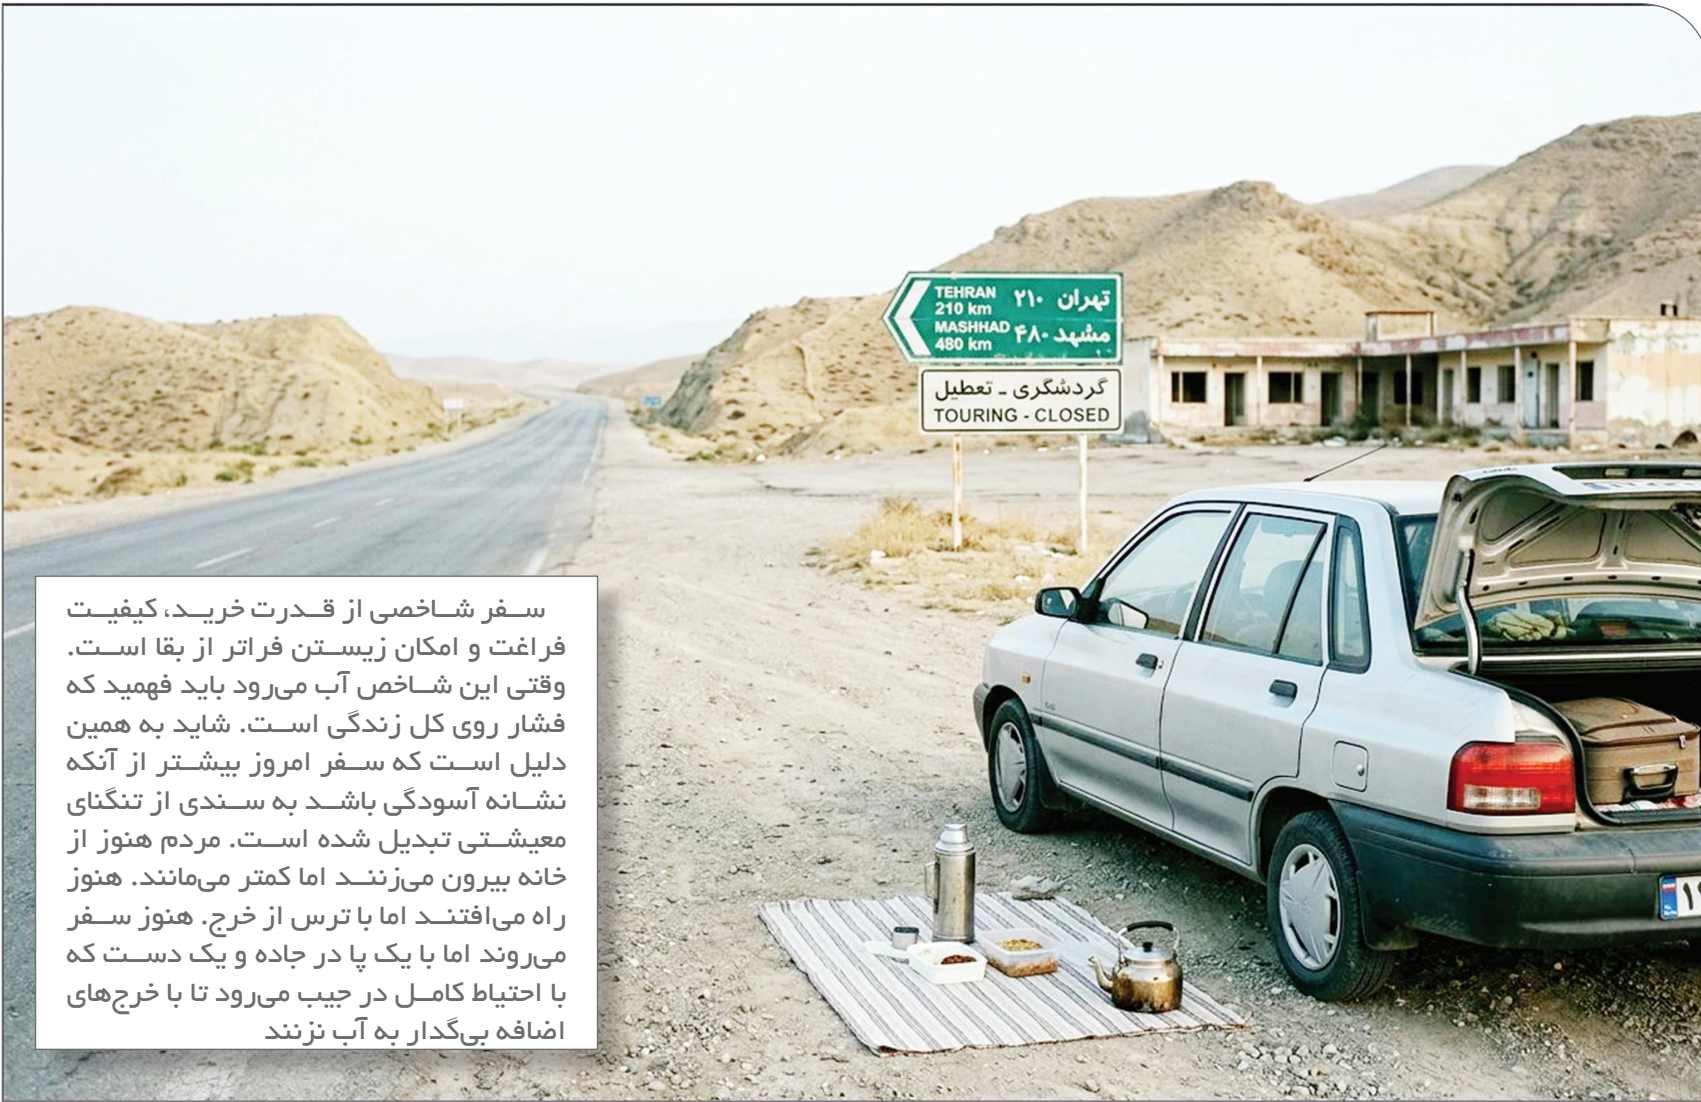 TEHRAN ۲۱۰ تهران
210 km
MASHHAD ۴۸۰ مشهد
480 km
گردشگری - تعطیل
TOURING - CLOSED
سفر شاخصی از قدرت خرید، کیفیت
فراغت و امکان زیستن فراتر از بقا است.
وقتی این شاخص آب می‌رود باید فهمید که
فشار روی کل زندگی است. شاید به همین
دلیل است که سفر امروز بیشتر از آنکه
نشانه آسودگی باشد به سندی از تنگنای
معیشتی تبدیل شده است. مردم هنوز از
خانه بیرون می‌زنند اما کمتر می‌مانند. هنوز
راه می‌افتند اما با ترس از خرج. هنوز سفر
می‌روند اما با یک پا در جاده و یک دست که
با احتیاط کامل در جیب می‌رود تا با خرج‌های
اضافه بی‌گدار به آب نزنند